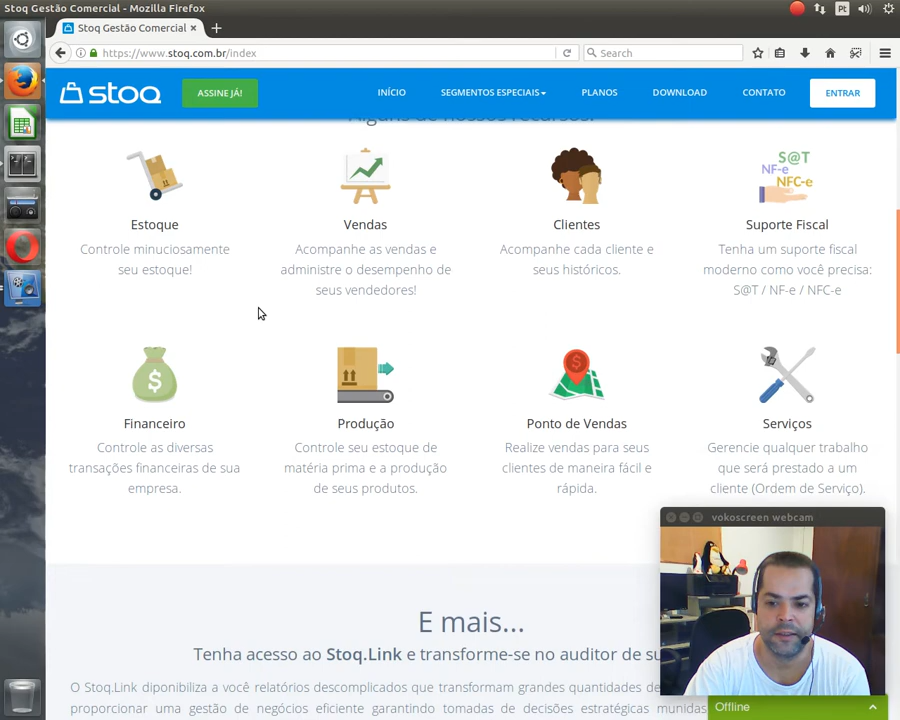 Stoq Gestão Comercial - Mozilla Firefox
Pt
Stoq Gestão Comercial
https://www.stoq.com.br/index
Search
stoq
ASSINE JÁ!
INÍCIO
SEGMENTOS ESPECIAIS
PLANOS
DOWNLOAD
CONTATO
ENTRAR
Alguns de nossos recursos:
S@T
NF-e
NFC-e
Estoque
Controle minuciosamente
seu estoque!
Vendas
Acompanhe as vendas e
administre o desempenho de
seus vendedores!
Clientes
Acompanhe cada cliente e
seus históricos.
Suporte Fiscal
Tenha um suporte fiscal
moderno como você precisa:
S@T / NF-e / NFC-e
$
$
Financeiro
Controle as diversas
transações financeiras de sua
empresa.
Produção
Controle seu estoque de
matéria prima e a produção
de seus produtos.
Ponto de Vendas
Realize vendas para seus
clientes de maneira fácil e
rápida.
Serviços
Gerencie qualquer trabalho
que será prestado a um
cliente (Ordem de Serviço).
vokoscreen webcam
E mais...
Tenha acesso ao Stoq.Link e transforme-se no auditor de
O Stoq.Link diponibiliza a você relatórios descomplicados que transformam grandes quantidades
proporcionar uma gestão de negócios eficiente garantindo tomadas de decisões estratégicas munidas
Offline